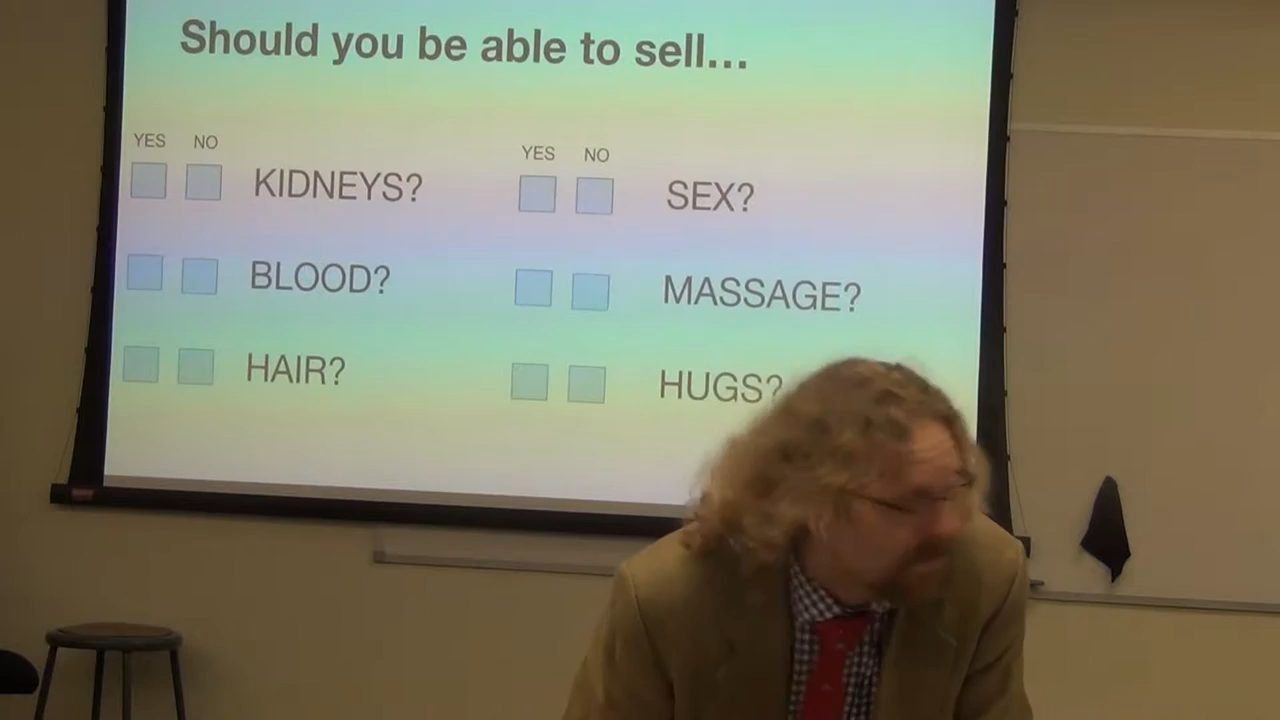 Should you be able to sell...
YES NO
KIDNEYS?
BLOOD?
HAIR?
YES NO
SEX?
MASSAGE?
HUGS?